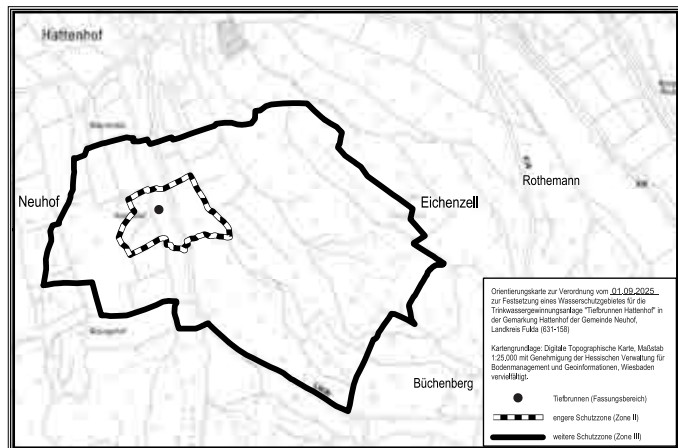 Hattenhof
Neuhof
Eichenzell
Rothemann
Büchenberg
Orientierungskarte zur Verordnung vom 01.09.2025
zur Festsetzung eines Wasserschutzgebietes für die
Trinkwassergewinnungsanlage "Tiefbrunnen Hattenhof" in
der Gemarkung Hattenhof der Gemeinde Neuhof,
Landkreis Fulda (631-158)
Kartengrundlage: Digitale Topographische Karte, Maßstab
1:25.000 mit Genehmigung der Hessischen Verwaltung für
Bodenmanagement und Geoinformationen, Wiesbaden
vervielfältigt.
Tiefbrunnen (Fassungsbereich)
engere Schutzzone (Zone II)
weitere Schutzzone (Zone III)